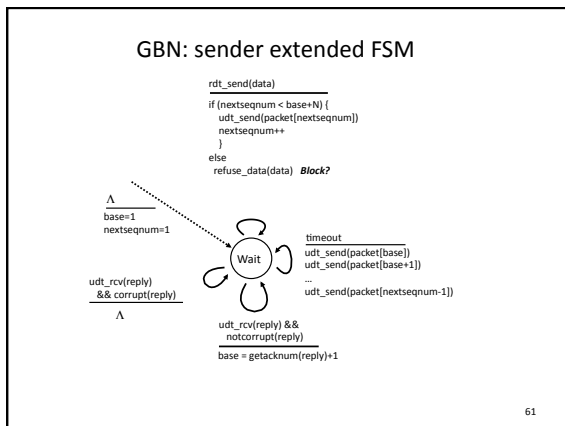 GBN: sender extended FSM
rdt_send(data)
if (nextseqnum < base+N) {
udt_send(packet[nextseqnum])
nextseqnum++
}
else
refuse_data(data) Block?
Λ
base=1
nextseqnum=1
Wait
timeout
udt_send(packet[base])
udt_send(packet[base+1])
…
udt_send(packet[nextseqnum-1])
udt_rcv(reply)
&& corrupt(reply)
Λ
udt_rcv(reply) &&
notcorrupt(reply)
base = getacknum(reply)+1
61